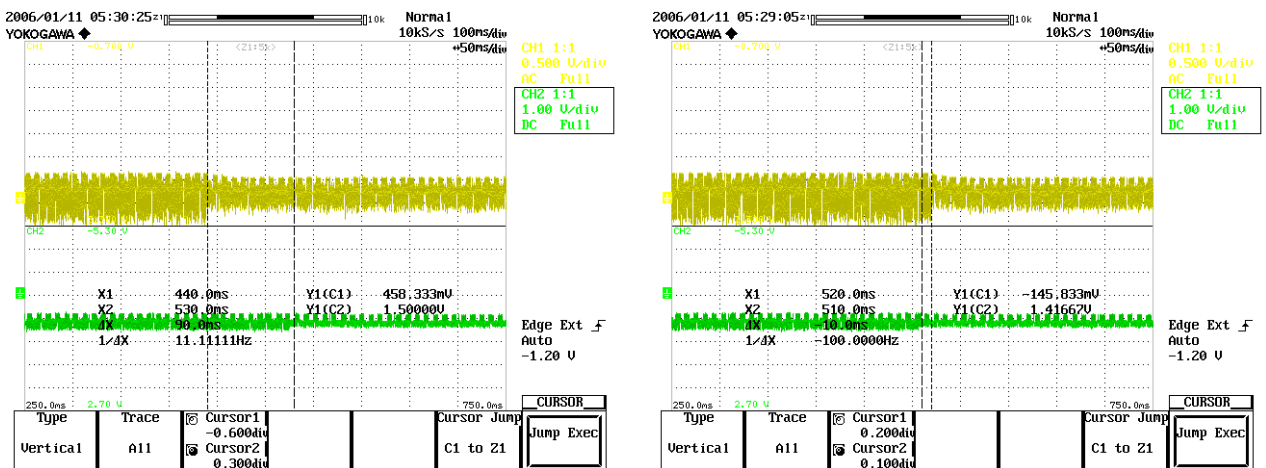 2006/01/11 05:30:25 10k Normal
YOKOGAWA ◆ 10kS/s 100ms/div
CH1 -0.700 V <Z1:5k> 50ms/div
CH1 1:1
0.500 V/div
AC Full
CH2 1:1
1.00 V/div
DC Full
CH2 -5.30 V
X1 440.0ms Y1(C1) 458.333mV
X2 530.0ms Y1(C2) 1.50000V
ΔX 90.0ms
1/ΔX 11.11111Hz
Edge Ext
Auto
-1.20 V
250.0ms 2.70 V 750.0ms
CURSOR
Type Trace Cursor1 Cursor Jump
-0.600div Jump Exec
Vertical All Cursor2 C1 to Z1
0.300div
2006/01/11 05:29:05 10k Normal
YOKOGAWA ◆ 10kS/s 100ms/div
CH1 -0.700 V <Z1:5k> 50ms/div
CH1 1:1
0.500 V/div
AC Full
CH2 1:1
1.00 V/div
DC Full
CH2 -5.30 V
X1 520.0ms Y1(C1) -145.833mV
X2 510.0ms Y1(C2) 1.41667V
ΔX -10.0ms
1/ΔX -100.0000Hz
Edge Ext
Auto
-1.20 V
250.0ms 2.70 V 750.0ms
CURSOR
Type Trace Cursor1 Cursor Jump
0.200div Jump Exec
Vertical All Cursor2 C1 to Z1
0.100div